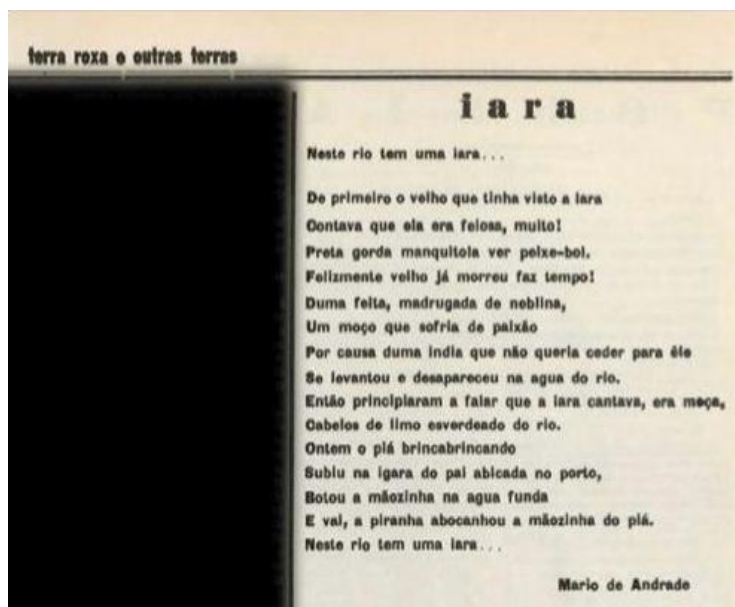 terra roxa e outras terras
iara
Neste rio tem uma iara...
De primeiro o velho que tinha visto a iara
Contava que ela era feiosa, muito!
Preta gorda manquitola ver peixe-boi.
Felizmente velho já morreu faz tempo!
Duma feita, madrugada de neblina,
Um moço que sofria de paixão
Por causa duma india que não queria ceder para êle
Se levantou e desapareceu na agua do rio.
Então principiaram a falar que a iara cantava, era moça,
Cabelos de limo esverdeado do rio.
Ontem o piá brincabrincando
Subiu na igara do pai abicada no porto,
Botou a mãozinha na agua funda
E vai, a piranha abocanhou a mãozinha do piá.
Neste rio tem uma iara...
Mario de Andrade